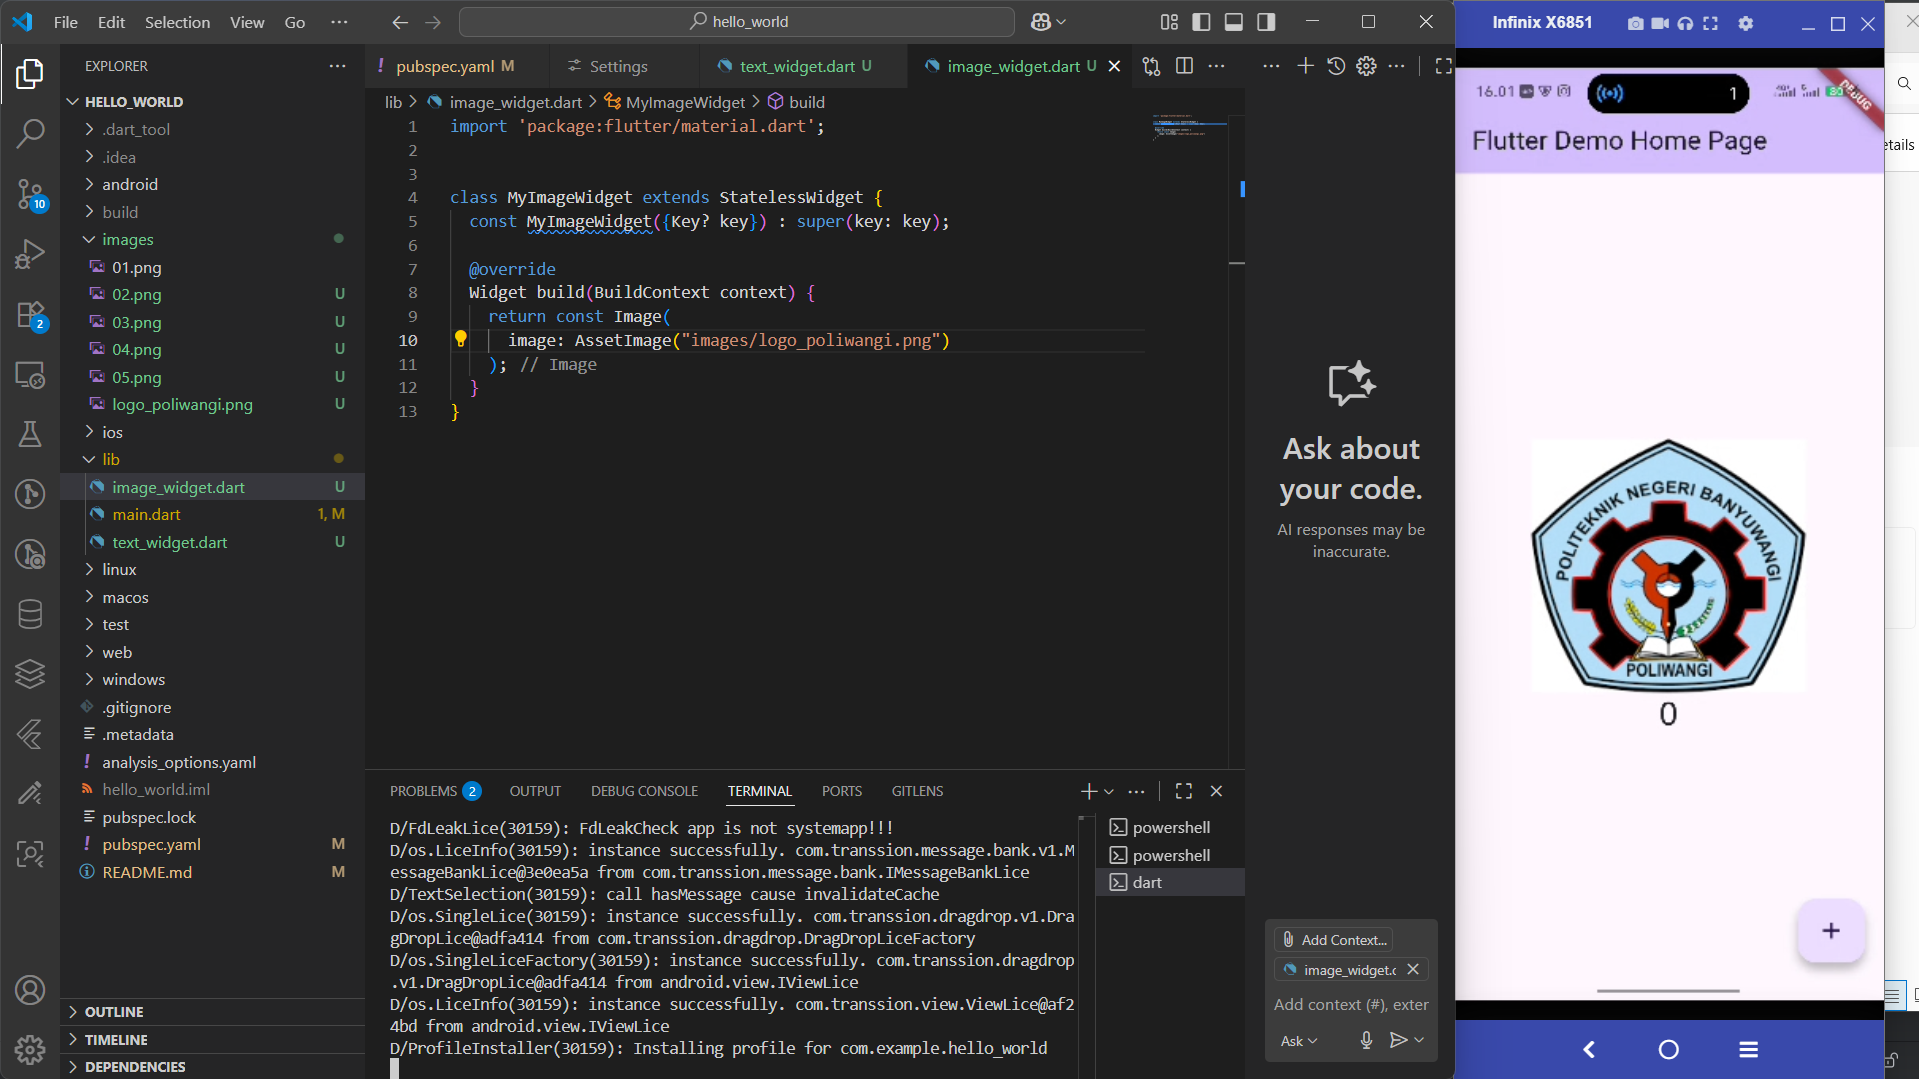 File Edit Selection View Go ··· hello_world
EXPLORER ···
HELLO_WORLD
.dart_tool
.idea
android
build
images
01.png
02.png U
03.png U
04.png U
05.png U
logo_poliwangi.png U
ios
lib
image_widget.dart U
main.dart 1, M
text_widget.dart U
linux
macos
test
web
windows
.gitignore
.metadata
analysis_options.yaml
hello_world.iml
pubspec.lock
pubspec.yaml M
README.md M
OUTLINE
TIMELINE
DEPENDENCIES
10
2
pubspec.yaml M Settings text_widget.dart U image_widget.dart U
lib > image_widget.dart > MyImageWidget > build
1 import 'package:flutter/material.dart';
2
3
4 class MyImageWidget extends StatelessWidget {
5 const MyImageWidget({Key? key}) : super(key: key);
6
7 @override
8 Widget build(BuildContext context) {
9 return const Image(
10 image: AssetImage("images/logo_poliwangi.png")
11 ); // Image
12 }
13 }
PROBLEMS 2 OUTPUT DEBUG CONSOLE TERMINAL PORTS GITLENS
D/FdLeakLice(30159): FdLeakCheck app is not systemapp!!!
D/os.LiceInfo(30159): instance successfully. com.transsion.message.bank.v1.M
essageBankLice@3e0ea5a from com.transsion.message.bank.IMessageBankLice
D/TextSelection(30159): call hasMessage cause invalidateCache
D/os.SingleLice(30159): instance successfully. com.transsion.dragdrop.v1.Dra
gDropLice@adfa414 from com.transsion.dragdrop.DragDropLiceFactory
D/os.SingleLiceFactory(30159): instance successfully. com.transsion.dragdrop
.v1.DragDropLice@adfa414 from android.view.IViewLice
D/os.LiceInfo(30159): instance successfully. com.transsion.view.ViewLice@af2
4bd from android.view.IViewLice
D/ProfileInstaller(30159): Installing profile for com.example.hello_world
powershell
powershell
dart
Ask about
your code.
AI responses may be
inaccurate.
Add Context...
image_widget.c
Add context (#), exter
Ask
Infinix X6851
16.01 1
DEBUG
Flutter Demo Home Page
POLITEKNIK NEGERI BANYUWANGI
POLIWANGI
0
+
etails